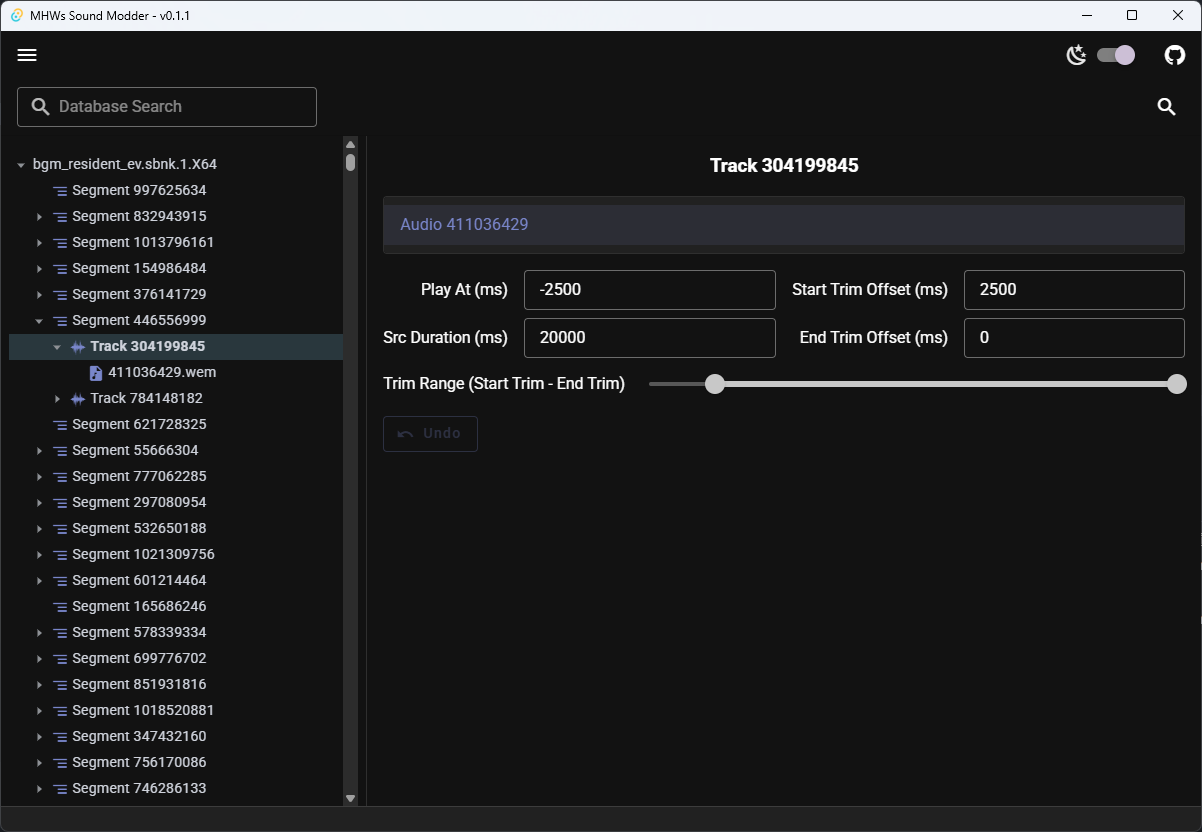 MHWs Sound Modder - v0.1.1
Database Search
bgm_resident_ev.sbnk.1.X64
Segment 997625634
Segment 832943915
Segment 1013796161
Segment 154986484
Segment 376141729
Segment 446556999
Track 304199845
411036429.wem
Track 784148182
Segment 621728325
Segment 55666304
Segment 777062285
Segment 297080954
Segment 532650188
Segment 1021309756
Segment 601214464
Segment 165686246
Segment 578339334
Segment 699776702
Segment 851931816
Segment 1018520881
Segment 347432160
Segment 756170086
Segment 746286133
Track 304199845
Audio 411036429
Play At (ms) -2500 Start Trim Offset (ms) 2500
Src Duration (ms) 20000 End Trim Offset (ms) 0
Trim Range (Start Trim - End Trim)
Undo